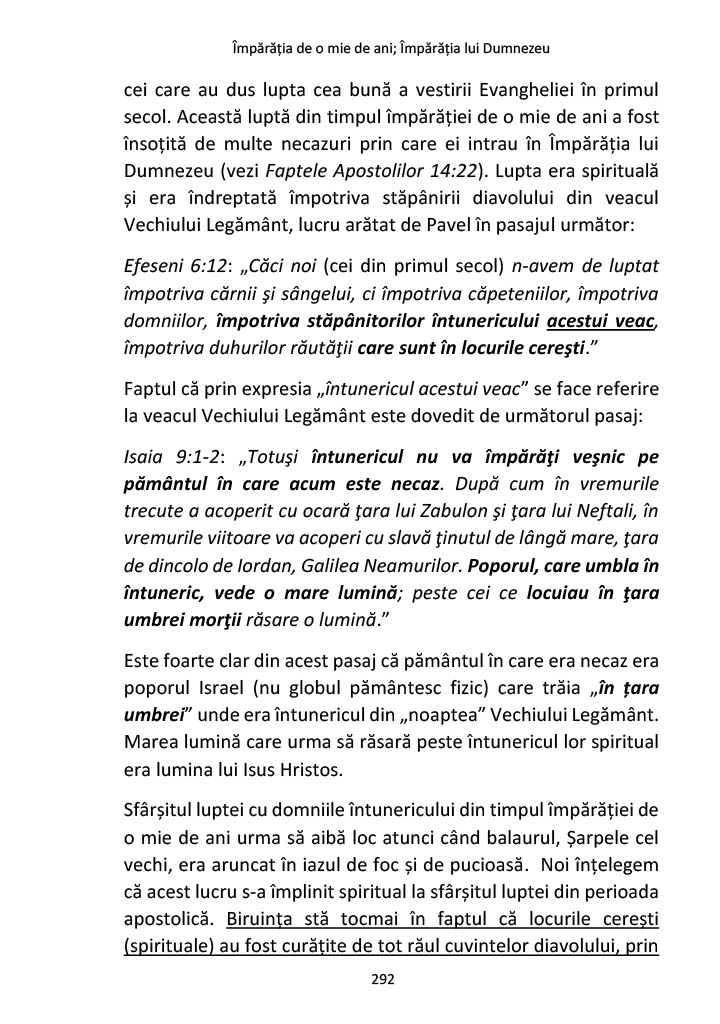 Împărăția de o mie de ani; Împărăția lui Dumnezeu
cei care au dus lupta cea bună a vestirii Evangheliei în primul
secol. Această luptă din timpul împărăției de o mie de ani a fost
însoțită de multe necazuri prin care ei intrau în Împărăția lui
Dumnezeu (vezi Faptele Apostolilor 14:22). Lupta era spirituală
și era îndreptată împotriva stăpânirii diavolului din veacul
Vechiului Legământ, lucru arătat de Pavel în pasajul următor:
Efeseni 6:12: „Căci noi (cei din primul secol) n-avem de luptat
împotriva cărnii şi sângelui, ci împotriva căpeteniilor, împotriva
domniilor, împotriva stăpânitorilor întunericului acestui veac,
împotriva duhurilor răutăţii care sunt în locurile cereşti.”
Faptul că prin expresia „întunericul acestui veac” se face referire
la veacul Vechiului Legământ este dovedit de următorul pasaj:
Isaia 9:1-2: „Totuşi întunericul nu va împărăţi veşnic pe
pământul în care acum este necaz. După cum în vremurile
trecute a acoperit cu ocară ţara lui Zabulon şi ţara lui Neftali, în
vremurile viitoare va acoperi cu slavă ţinutul de lângă mare, ţara
de dincolo de Iordan, Galilea Neamurilor. Poporul, care umbla în
întuneric, vede o mare lumină; peste cei ce locuiau în ţara
umbrei morţii răsare o lumină.”
Este foarte clar din acest pasaj că pământul în care era necaz era
poporul Israel (nu globul pământesc fizic) care trăia „în țara
umbrei” unde era întunericul din „noaptea” Vechiului Legământ.
Marea lumină care urma să răsară peste întunericul lor spiritual
era lumina lui Isus Hristos.
Sfârșitul luptei cu domniile întunericului din timpul împărăției de
o mie de ani urma să aibă loc atunci când balaurul, Șarpele cel
vechi, era aruncat în iazul de foc și de pucioasă. Noi înțelegem
că acest lucru s-a împlinit spiritual la sfârșitul luptei din perioada
apostolică. Biruința stă tocmai în faptul că locurile cerești
(spirituale) au fost curățite de tot răul cuvintelor diavolului, prin
292